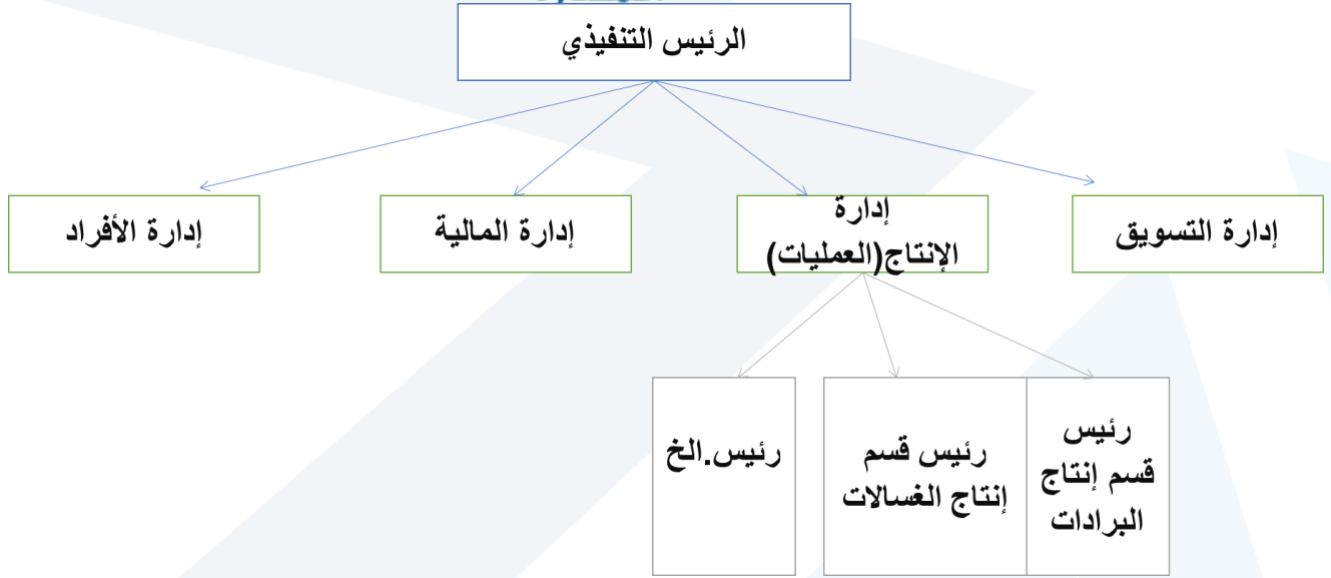 الرئيس التنفيذي
إدارة التسويق
إدارة
الإنتاج(العمليات)
إدارة المالية
إدارة الأفراد
رئيس
قسم إنتاج
البرادات
رئيس قسم
إنتاج الغسالات
رئيس.الخ